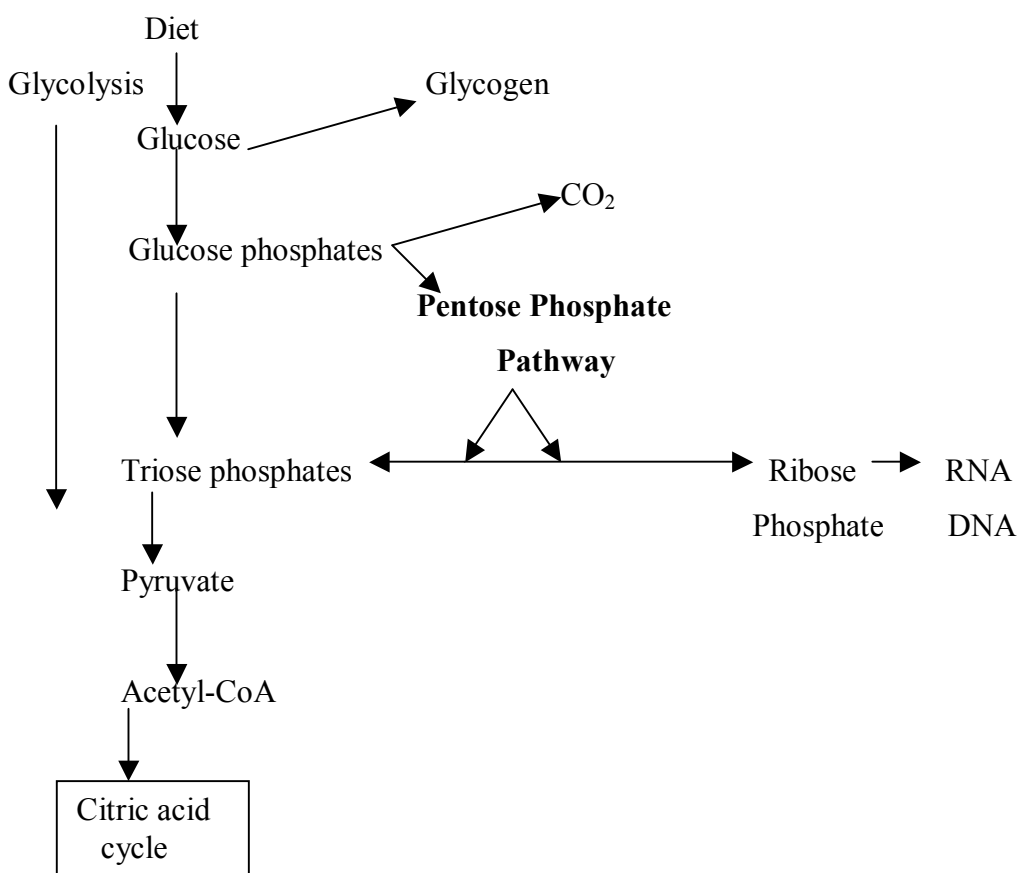 Diet
Glycolysis
Glycogen
Glucose
CO₂
Glucose phosphates
Pentose Phosphate
Pathway
Triose phosphates
Ribose
RNA
Phosphate
DNA
Pyruvate
Acetyl-CoA
Citric acid
cycle